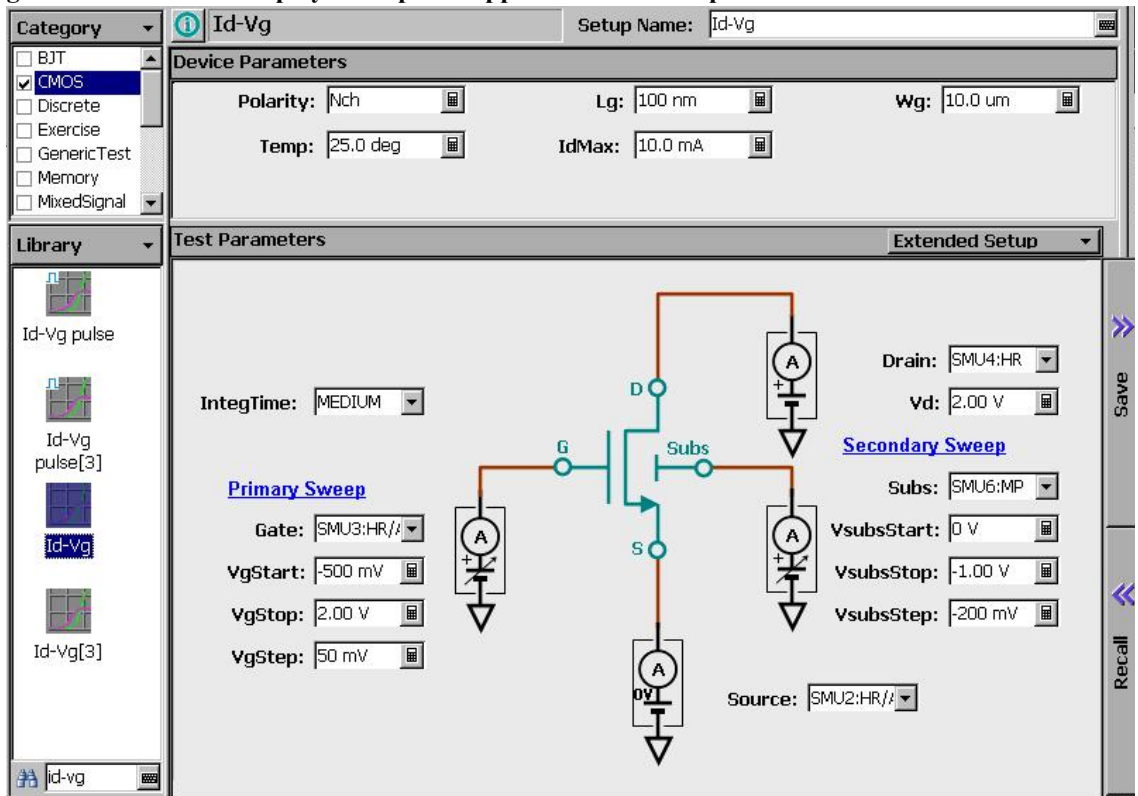 Category
BJT
CMOS
Discrete
Exercise
GenericTest
Memory
MixedSignal
Id-Vg
Setup Name: Id-Vg
Device Parameters
Polarity: Nch
Lg: 100 nm
Wg: 10.0 um
Temp: 25.0 deg
IdMax: 10.0 mA
Library
Id-Vg pulse
Id-Vg
pulse[3]
Id-Vg
Id-Vg[3]
id-vg
Test Parameters
Extended Setup
IntegTime: MEDIUM
Primary Sweep
Gate: SMU3:HR/
VgStart: -500 mV
VgStop: 2.00 V
VgStep: 50 mV
D
G
Subs
S
A
+
A
+
A
+
A
0V
Drain: SMU4:HR
Vd: 2.00 V
Secondary Sweep
Subs: SMU6:MP
VsubsStart: 0 V
VsubsStop: -1.00 V
VsubsStep: -200 mV
Source: SMU2:HR/
Save
Recall